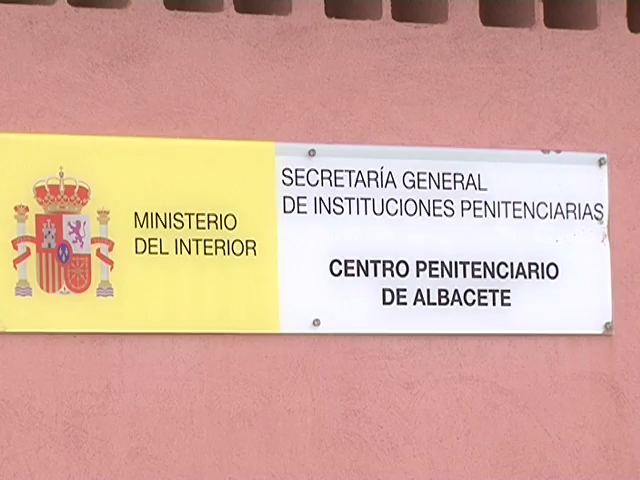 MINISTERIO
DEL INTERIOR
SECRETARÍA GENERAL
DE INSTITUCIONES PENITENCIARIAS
CENTRO PENITENCIARIO
DE ALBACETE